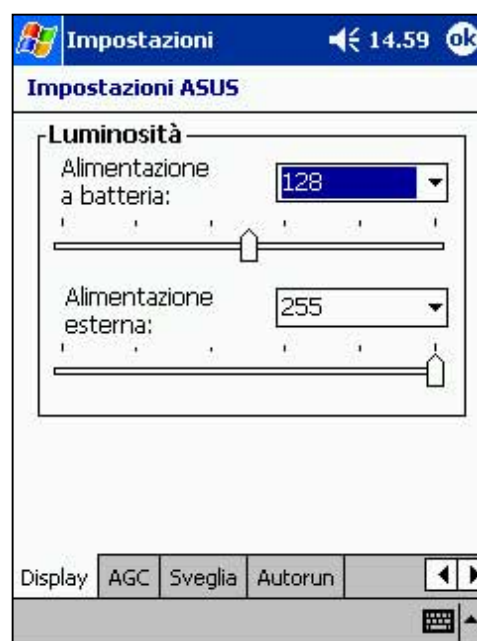 Impostazioni 14.59 ok
Impostazioni ASUS
Luminosità
Alimentazione
a batteria:
128
Alimentazione
esterna:
255
Display AGC Sveglia Autorun